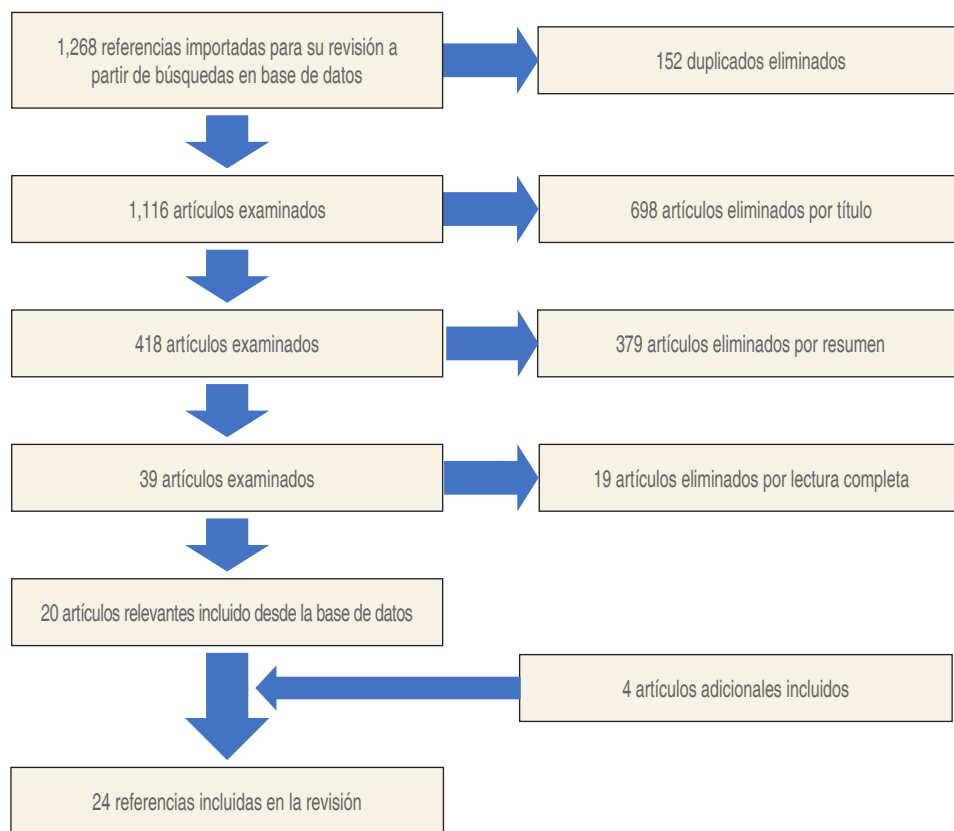 1,268 referencias importadas para su revisión a
partir de búsquedas en base de datos
152 duplicados eliminados
1,116 artículos examinados
698 artículos eliminados por título
418 artículos examinados
379 artículos eliminados por resumen
39 artículos examinados
19 artículos eliminados por lectura completa
20 artículos relevantes incluido desde la base de datos
4 artículos adicionales incluidos
24 referencias incluidas en la revisión